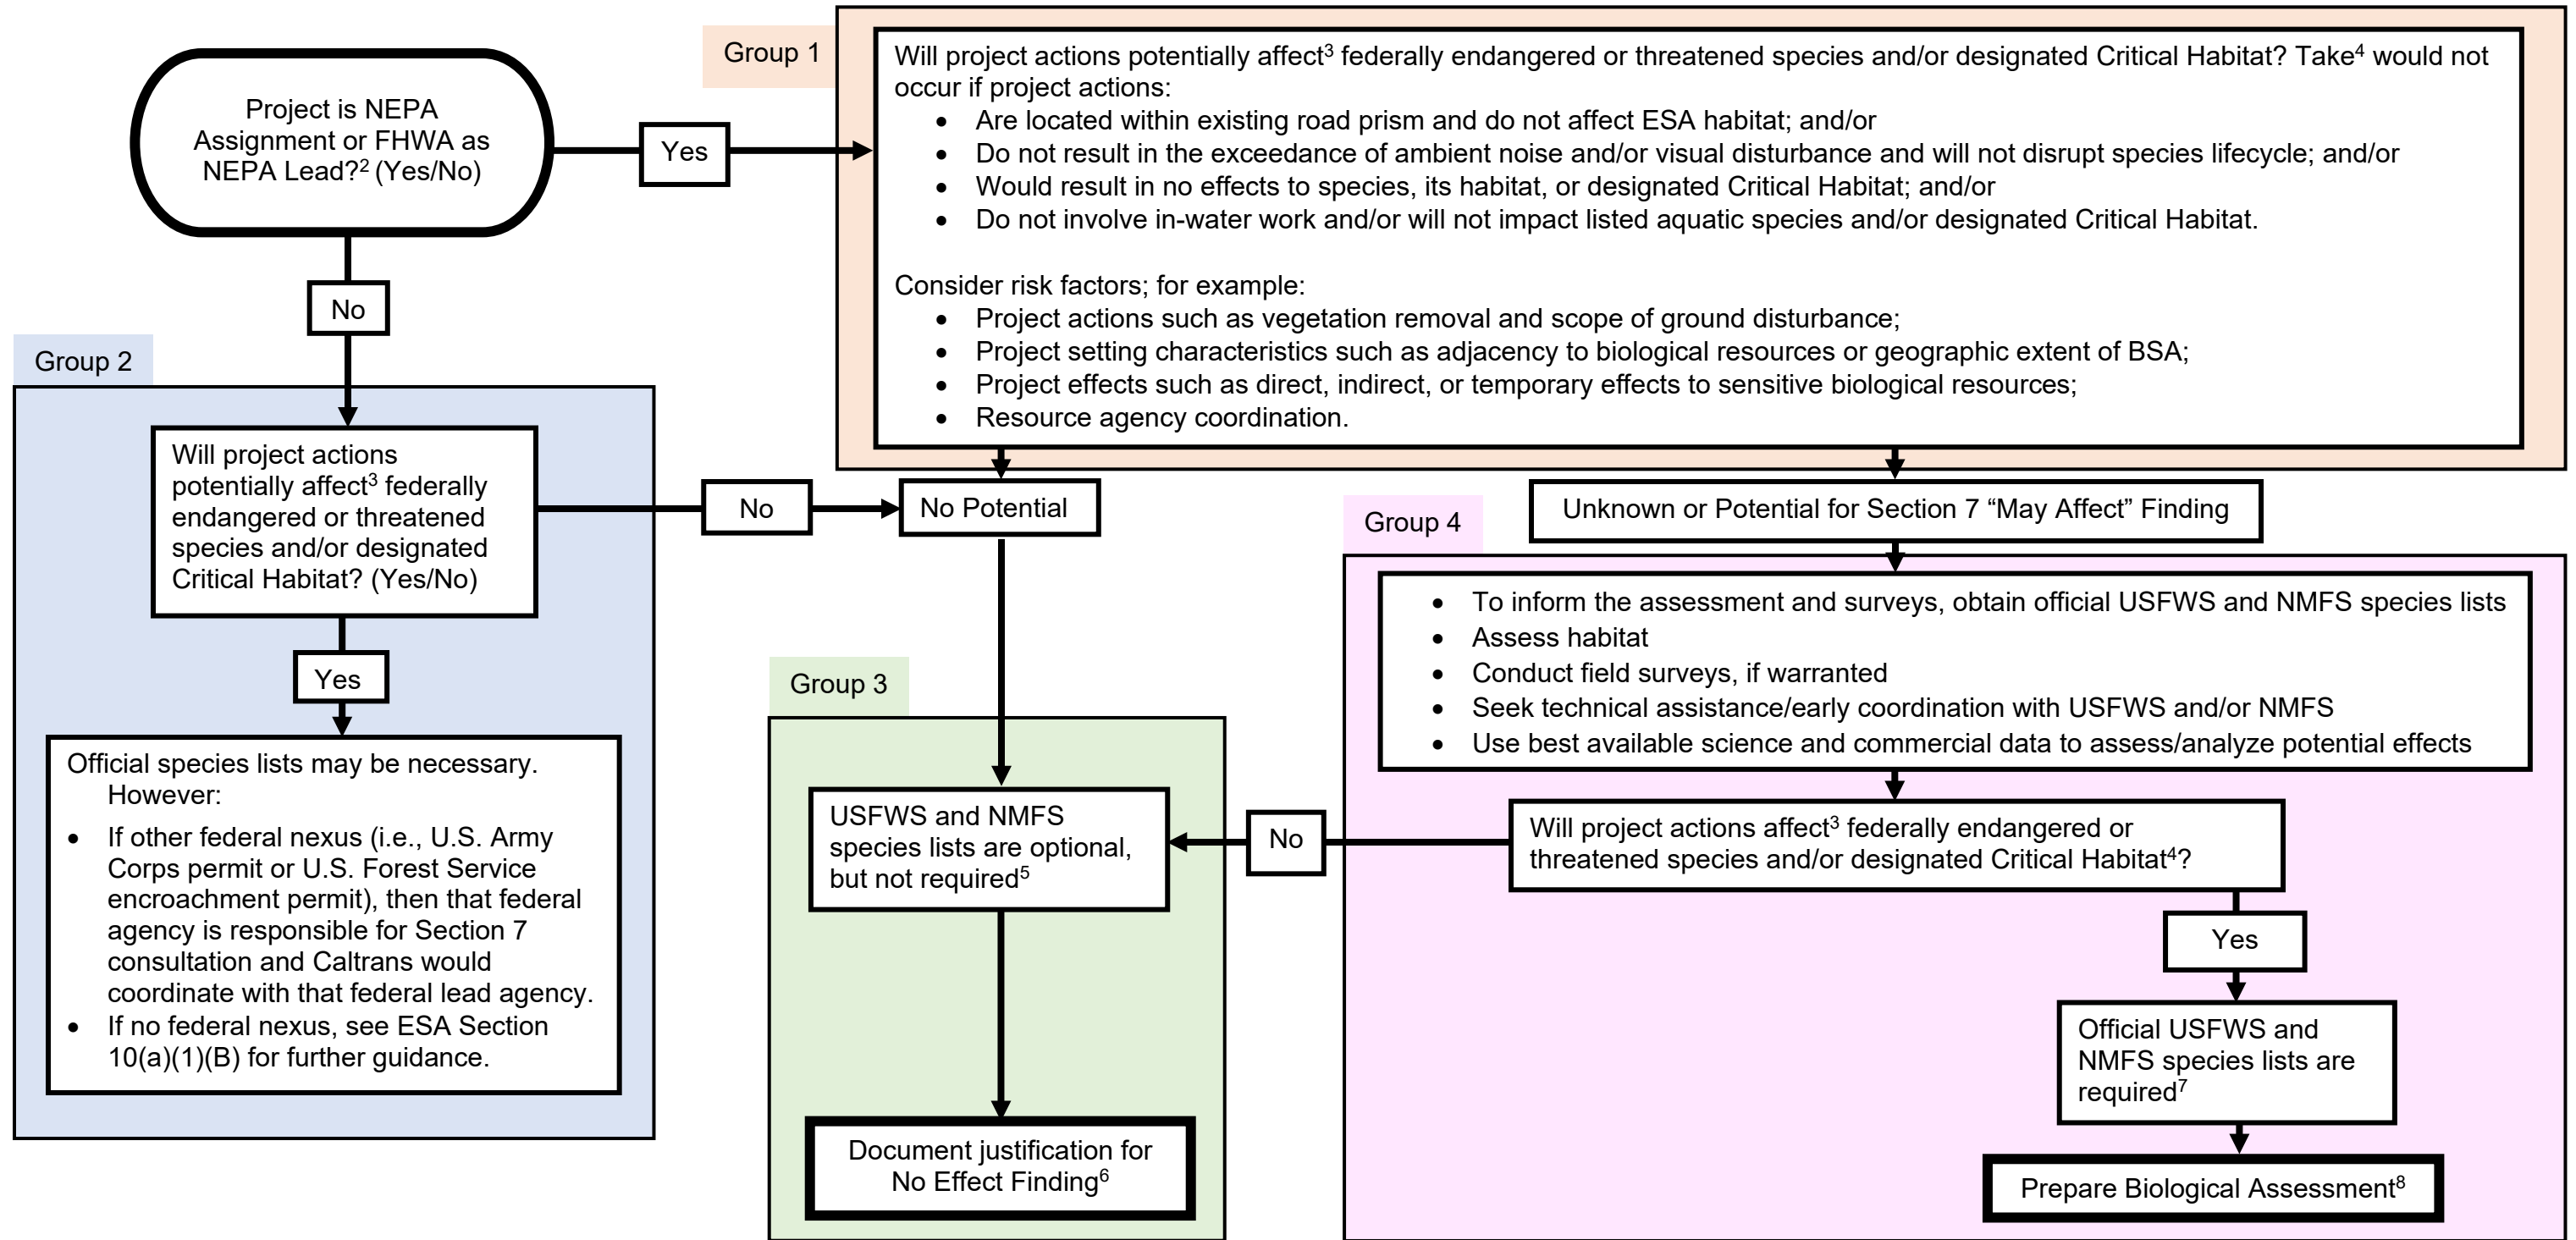 Project is NEPA
Assignment or FHWA as
NEPA Lead?² (Yes/No)
Yes
No
Group 1
Will project actions potentially affect³ federally endangered or threatened species and/or designated Critical Habitat? Take⁴ would not
occur if project actions:
• Are located within existing road prism and do not affect ESA habitat; and/or
• Do not result in the exceedance of ambient noise and/or visual disturbance and will not disrupt species lifecycle; and/or
• Would result in no effects to species, its habitat, or designated Critical Habitat; and/or
• Do not involve in-water work and/or will not impact listed aquatic species and/or designated Critical Habitat.
Consider risk factors; for example:
• Project actions such as vegetation removal and scope of ground disturbance;
• Project setting characteristics such as adjacency to biological resources or geographic extent of BSA;
• Project effects such as direct, indirect, or temporary effects to sensitive biological resources;
• Resource agency coordination.
Group 2
Will project actions
potentially affect³ federally
endangered or threatened
species and/or designated
Critical Habitat? (Yes/No)
No
Yes
Official species lists may be necessary.
However:
• If other federal nexus (i.e., U.S. Army
Corps permit or U.S. Forest Service
encroachment permit), then that federal
agency is responsible for Section 7
consultation and Caltrans would
coordinate with that federal lead agency.
• If no federal nexus, see ESA Section
10(a)(1)(B) for further guidance.
No Potential
Unknown or Potential for Section 7 “May Affect” Finding
Group 3
USFWS and NMFS
species lists are optional,
but not required⁵
Document justification for
No Effect Finding⁶
Group 4
• To inform the assessment and surveys, obtain official USFWS and NMFS species lists
• Assess habitat
• Conduct field surveys, if warranted
• Seek technical assistance/early coordination with USFWS and/or NMFS
• Use best available science and commercial data to assess/analyze potential effects
Will project actions affect³ federally endangered or
threatened species and/or designated Critical Habitat⁴?
No
Yes
Official USFWS and
NMFS species lists are
required⁷
Prepare Biological Assessment⁸